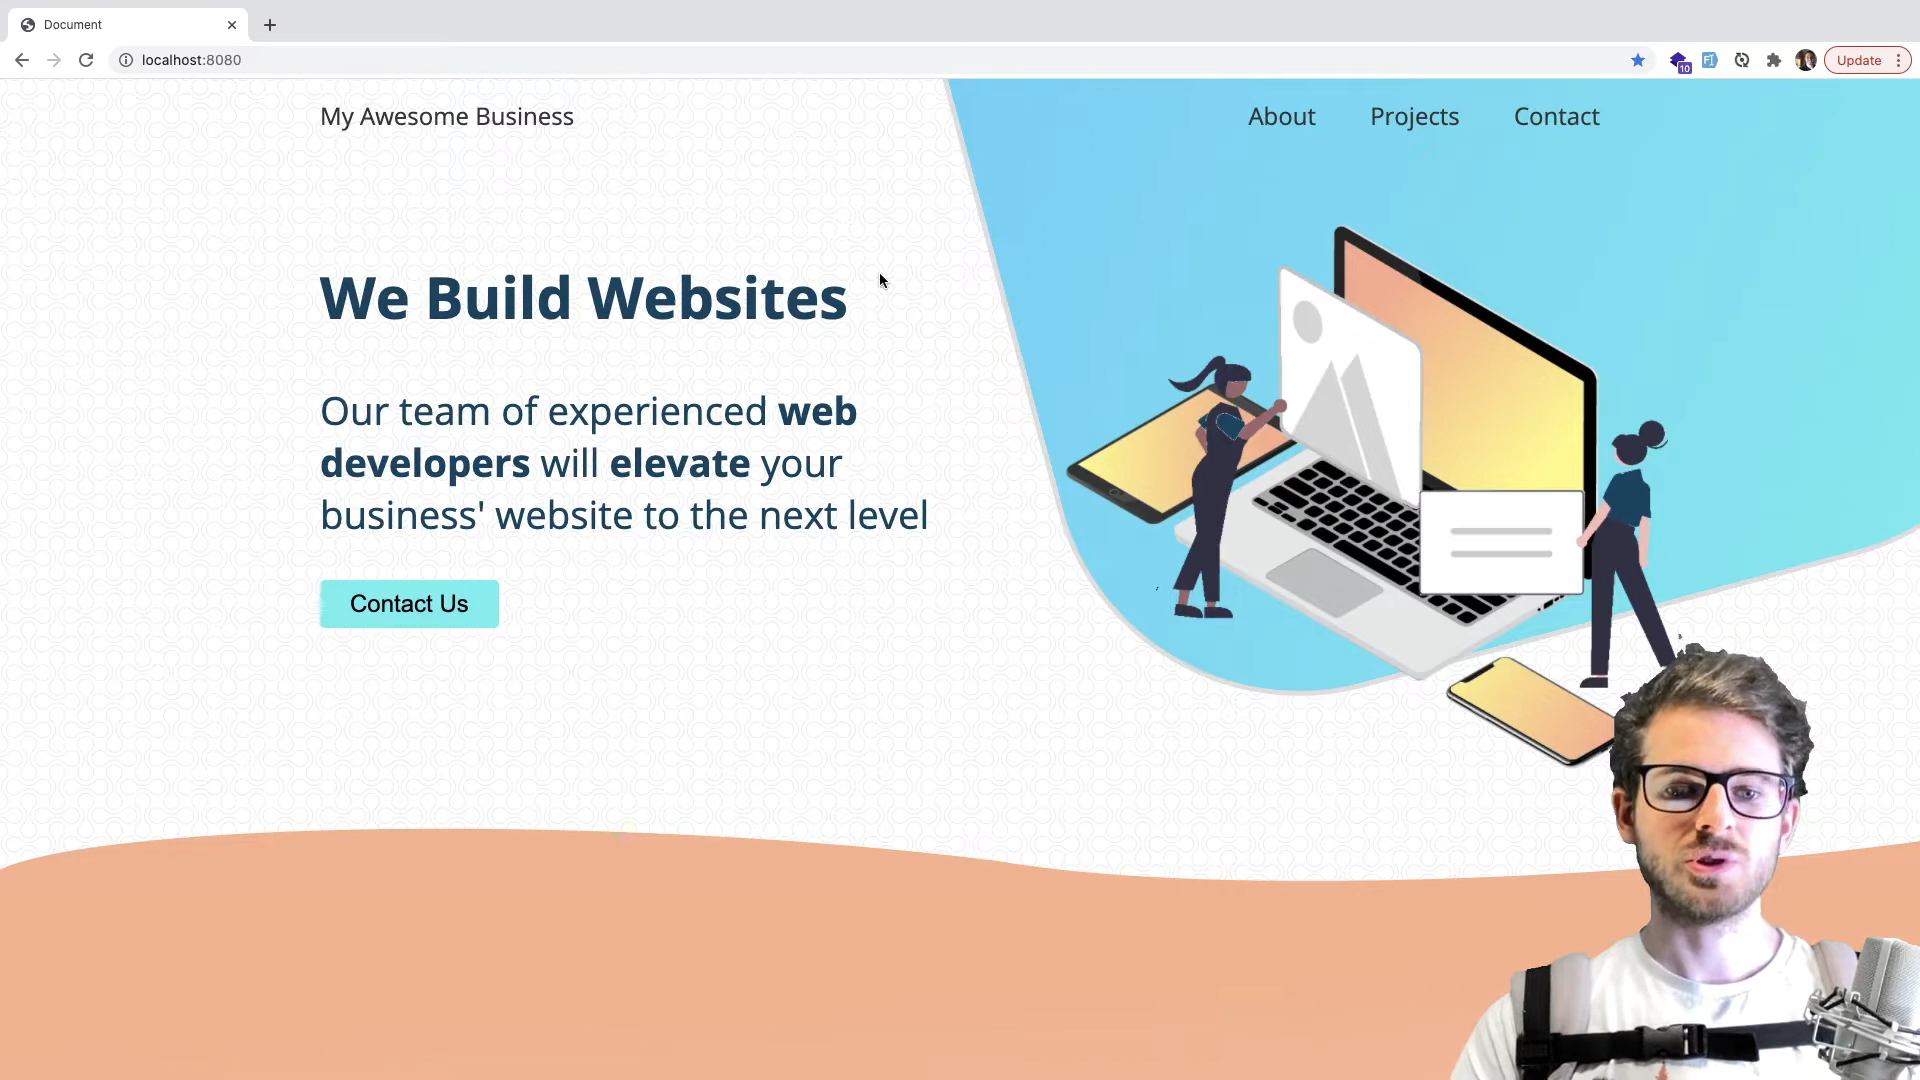 Document
localhost:8080
10
Update
My Awesome Business
About
Projects
Contact
We Build Websites
Our team of experienced web
developers will elevate your
business' website to the next level
Contact Us